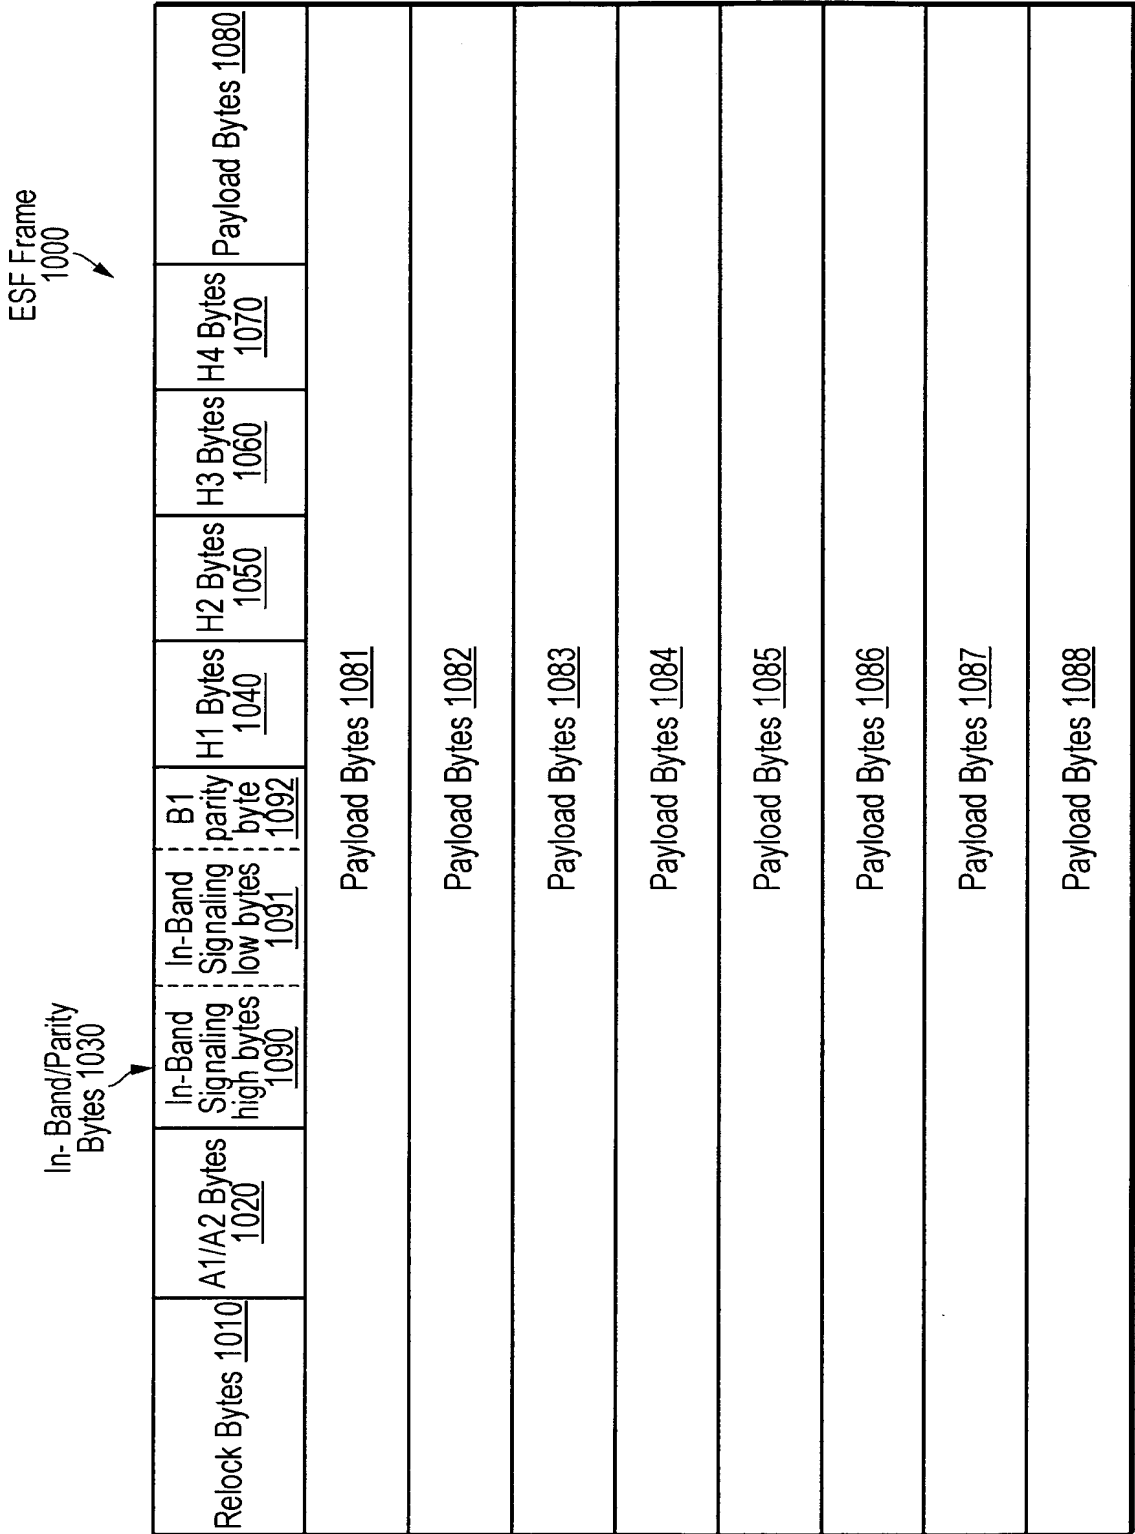 ESF Frame
1000
In-Band/Parity
Bytes 1030
Relock Bytes 1010
A1/A2 Bytes
1020
In-Band
Signaling
high bytes
1090
In-Band
Signaling
low bytes
1091
B1
parity
byte
1092
H1 Bytes
1040
H2 Bytes
1050
H3 Bytes
1060
H4 Bytes
1070
Payload Bytes 1080
Payload Bytes 1081
Payload Bytes 1082
Payload Bytes 1083
Payload Bytes 1084
Payload Bytes 1085
Payload Bytes 1086
Payload Bytes 1087
Payload Bytes 1088